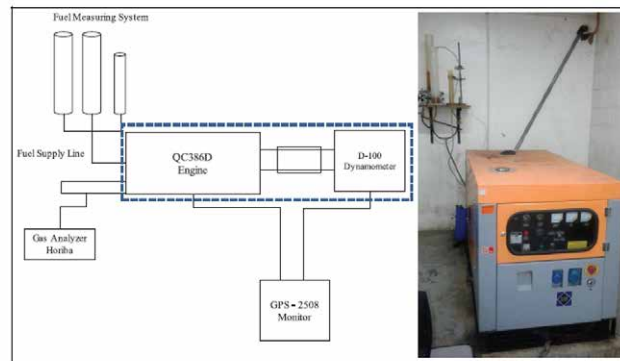 Fuel Measuring System
Fuel Supply Line
QC386D
Engine
D-100
Dynamometer
Gas Analyzer
Horiba
GPS - 2508
Monitor